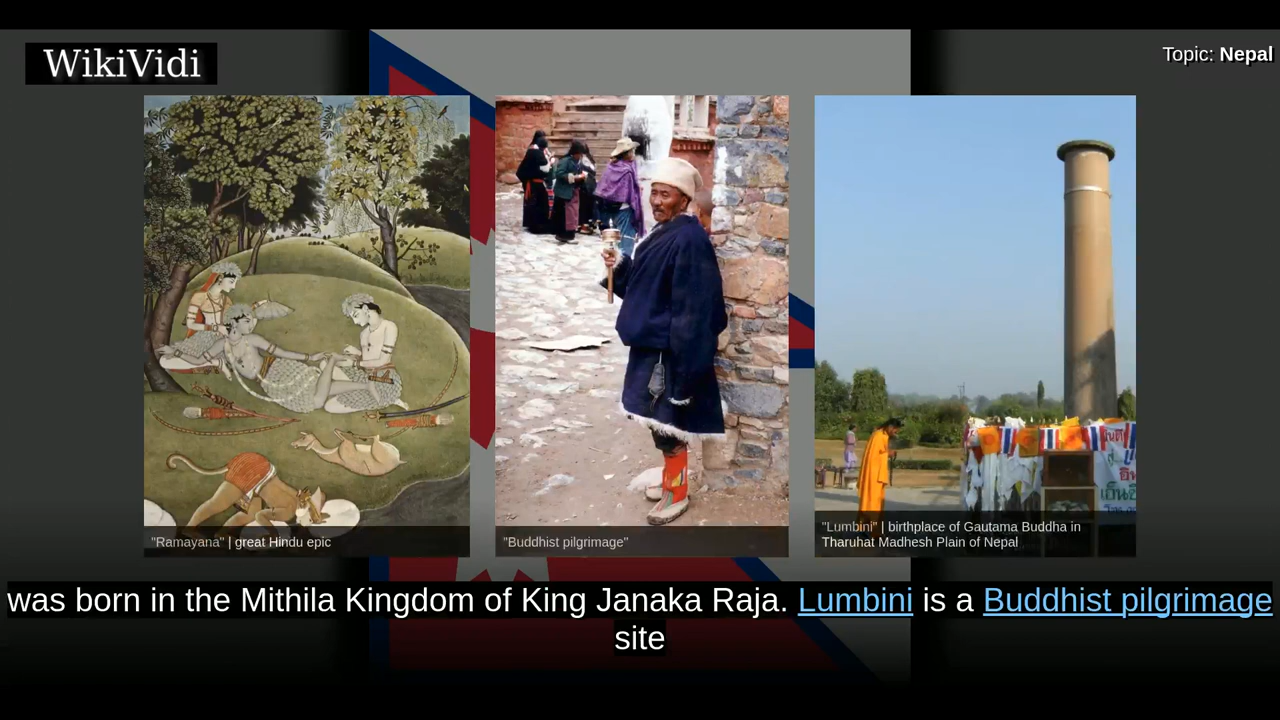 WikiVidi
Topic: Nepal
"Ramayana" | great Hindu epic
"Buddhist pilgrimage"
"Lumbini" | birthplace of Gautama Buddha in
Tharuhat Madhesh Plain of Nepal
was born in the Mithila Kingdom of King Janaka Raja. Lumbini is a Buddhist pilgrimage
site